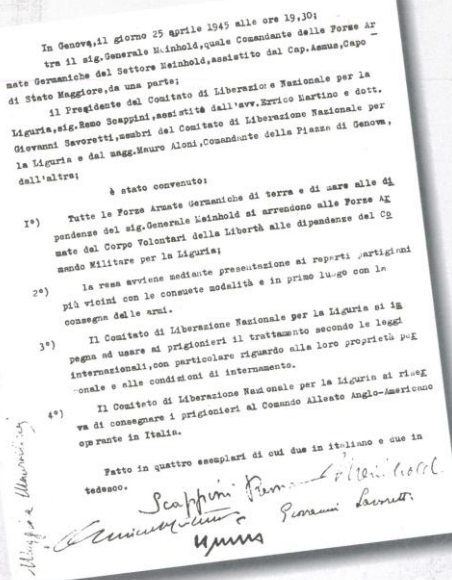 In Genova,il giorno 25 aprile 1945 alle ore 19,30;
tra il sig.Generale Meinhold,quale Comandante delle Forze Ar
mate Germaniche del Settore Meinhold,assistito dal Cap.Asmus,Capo
di Stato Maggiore,da una parte;
il Presidente del Comitato di Liberazione Nazionale per la
Liguria,sig.Remo Scappini,assistito dall'avv.Errico Martino e dott.
Giovanni Savoretti,membri del Comitato di Liberazione Nazionale per
la Liguria e dal magg.Mauro Aloni,Comandante della Piazza di Genova,
dall'altra;
è stato convenuto:
I°) Tutte le Forze Armate Germaniche di terra e di mare alle di
pendenze del sig.Generale Meinhold si arrendono alle Forze Ar
mate del Corpo Volontari della Libertà alle dipendenze del Co
mando Militare per la Liguria;
2°) la resa avviene mediante presentazione ai reparti partigiani
più vicini con le consuete modalità e in primo luogo con la
consegna delle armi.
3°) Il Comitato di Liberazione Nazionale per la Liguria si im
pegna ad usare ai prigionieri il trattamento secondo le leggi
internazionali,con particolare riguardo alla loro proprietà per
sonale e alle condizioni di internamento.
4°) Il Comitato di Liberazione Nazionale per la Liguria si riser
va di consegnare i prigionieri al Comando Alleato Anglo-Americano
operante in Italia.
Fatto in quattro esemplari di cui due in italiano e due in
tedesco.
Scappini Remo Meinhold
Giovanni Savoretti